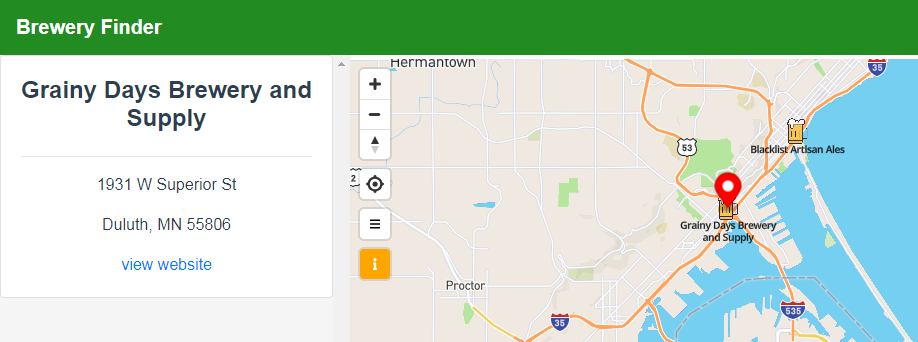 Brewery Finder
Grainy Days Brewery and
Supply
1931 W Superior St
Duluth, MN 55806
view website
Hermantown
35
53
Blacklist Artisan Ales
2
Grainy Days Brewery
and Supply
Proctor
35
535